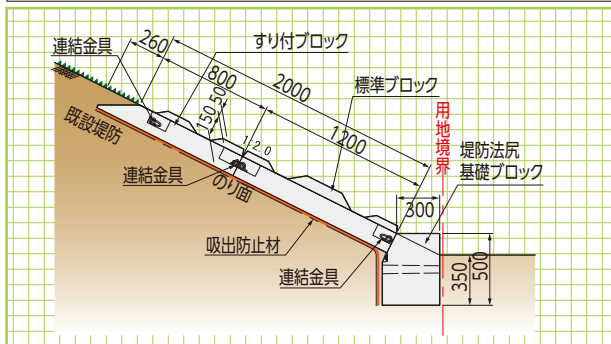 連結金具
260
すり付ブロック
800
2000
標準ブロック
50
150
1200
既設堤防
1:2.0
連結金具
のり面
用地境界
堤防法尻
基礎ブロック
300
吸出防止材
連結金具
350
500